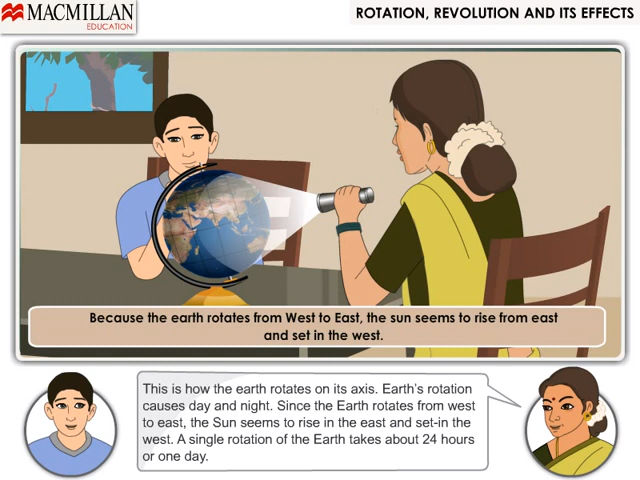 MACMILLAN
EDUCATION
ROTATION, REVOLUTION AND ITS EFFECTS
Because the earth rotates from West to East, the sun seems to rise from east
and set in the west.
This is how the earth rotates on its axis. Earth's rotation
causes day and night. Since the Earth rotates from west
to east, the Sun seems to rise in the east and set-in the
west. A single rotation of the Earth takes about 24 hours
or one day.